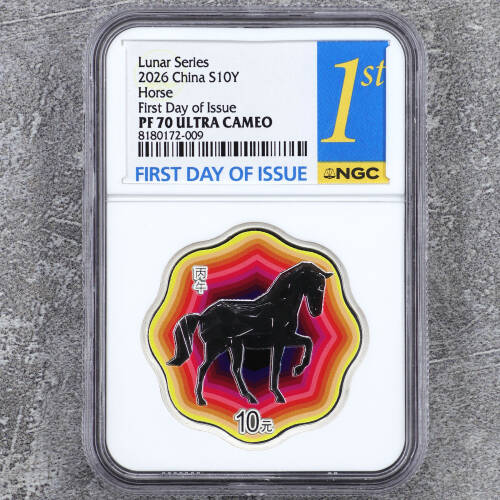 Lunar Series
2026 China S10Y
Horse
First Day of Issue
PF 70 ULTRA CAMEO
8180172-009
FIRST DAY OF ISSUE
1st
NGC
丙午
10元